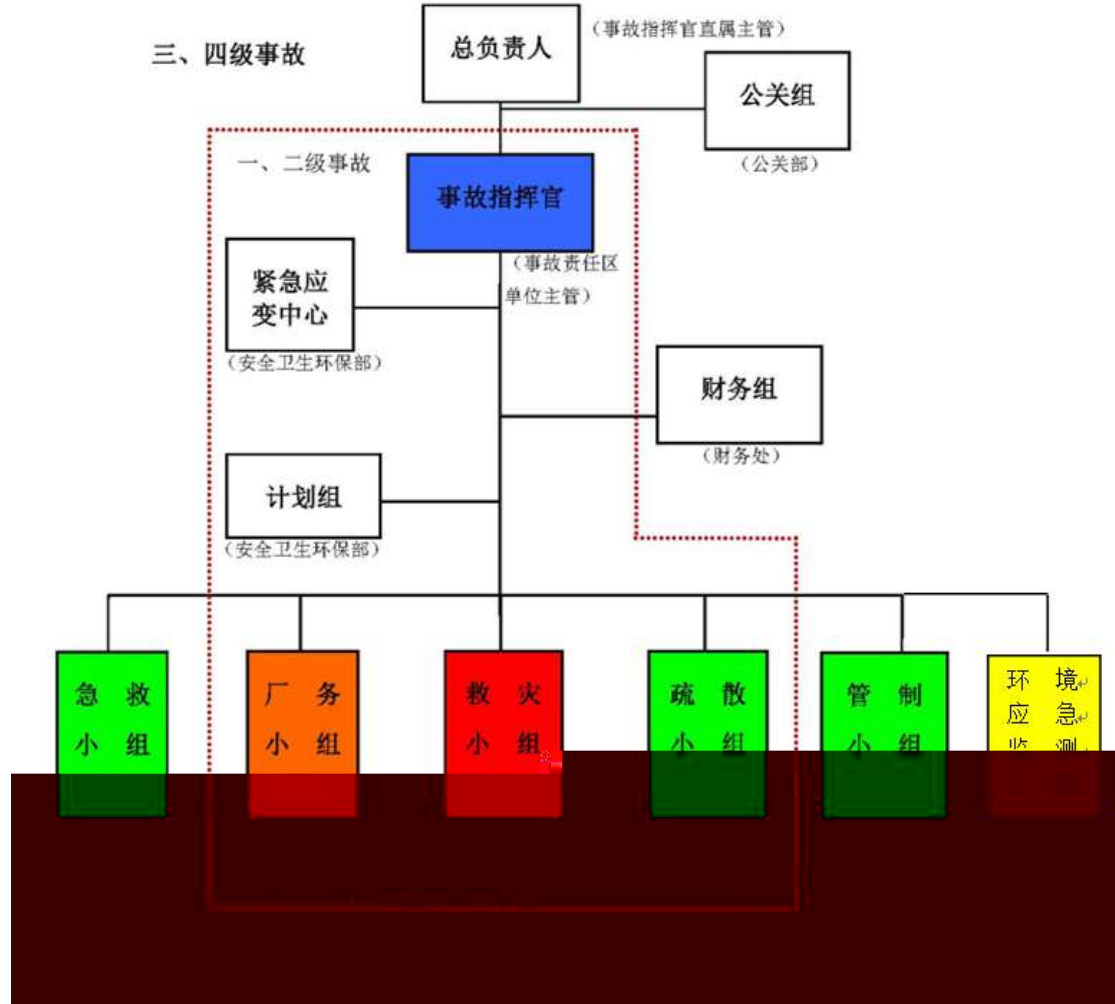 三、四级事故
总负责人
（事故指挥官直属主管）
公关组
（公关部）
一、二级事故
事故指挥官
（事故责任区
单位主管）
紧急应
变中心
（安全卫生环保部）
财务组
（财务处）
计划组
（安全卫生环保部）
急 救
小 组
厂 务
小 组
救 灾
小 组
疏 散
小 组
管 制
小 组
环 境
应 急
监 测